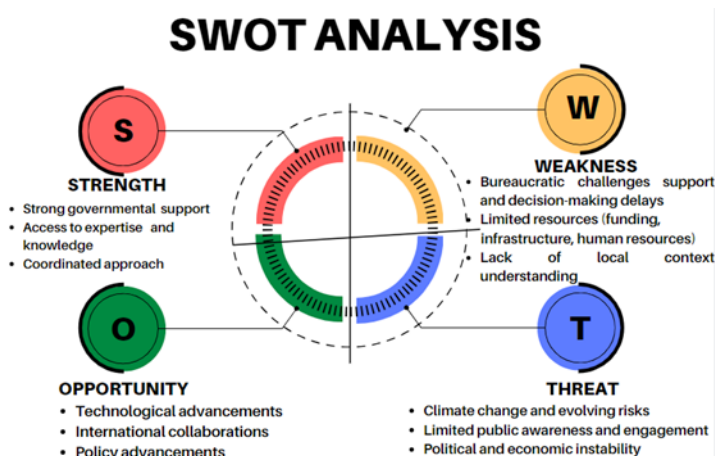 SWOT ANALYSIS
S
STRENGTH
• Strong governmental support
• Access to expertise and
knowledge
• Coordinated approach
W
WEAKNESS
• Bureaucratic challenges support
and decision-making delays
• Limited resources (funding,
infrastructure, human resources)
• Lack of local context
understanding
O
OPPORTUNITY
• Technological advancements
• International collaborations
• Policy advancements
T
THREAT
• Climate change and evolving risks
• Limited public awareness and engagement
• Political and economic instability